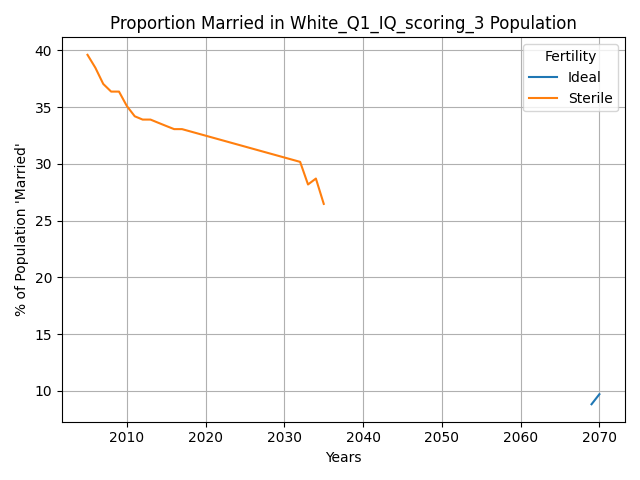 Proportion Married in White_Q1_IQ_scoring_3 Population
Fertility
Ideal
Sterile
% of Population 'Married'
40
35
30
25
20
15
10
2010 2020 2030 2040 2050 2060 2070
Years